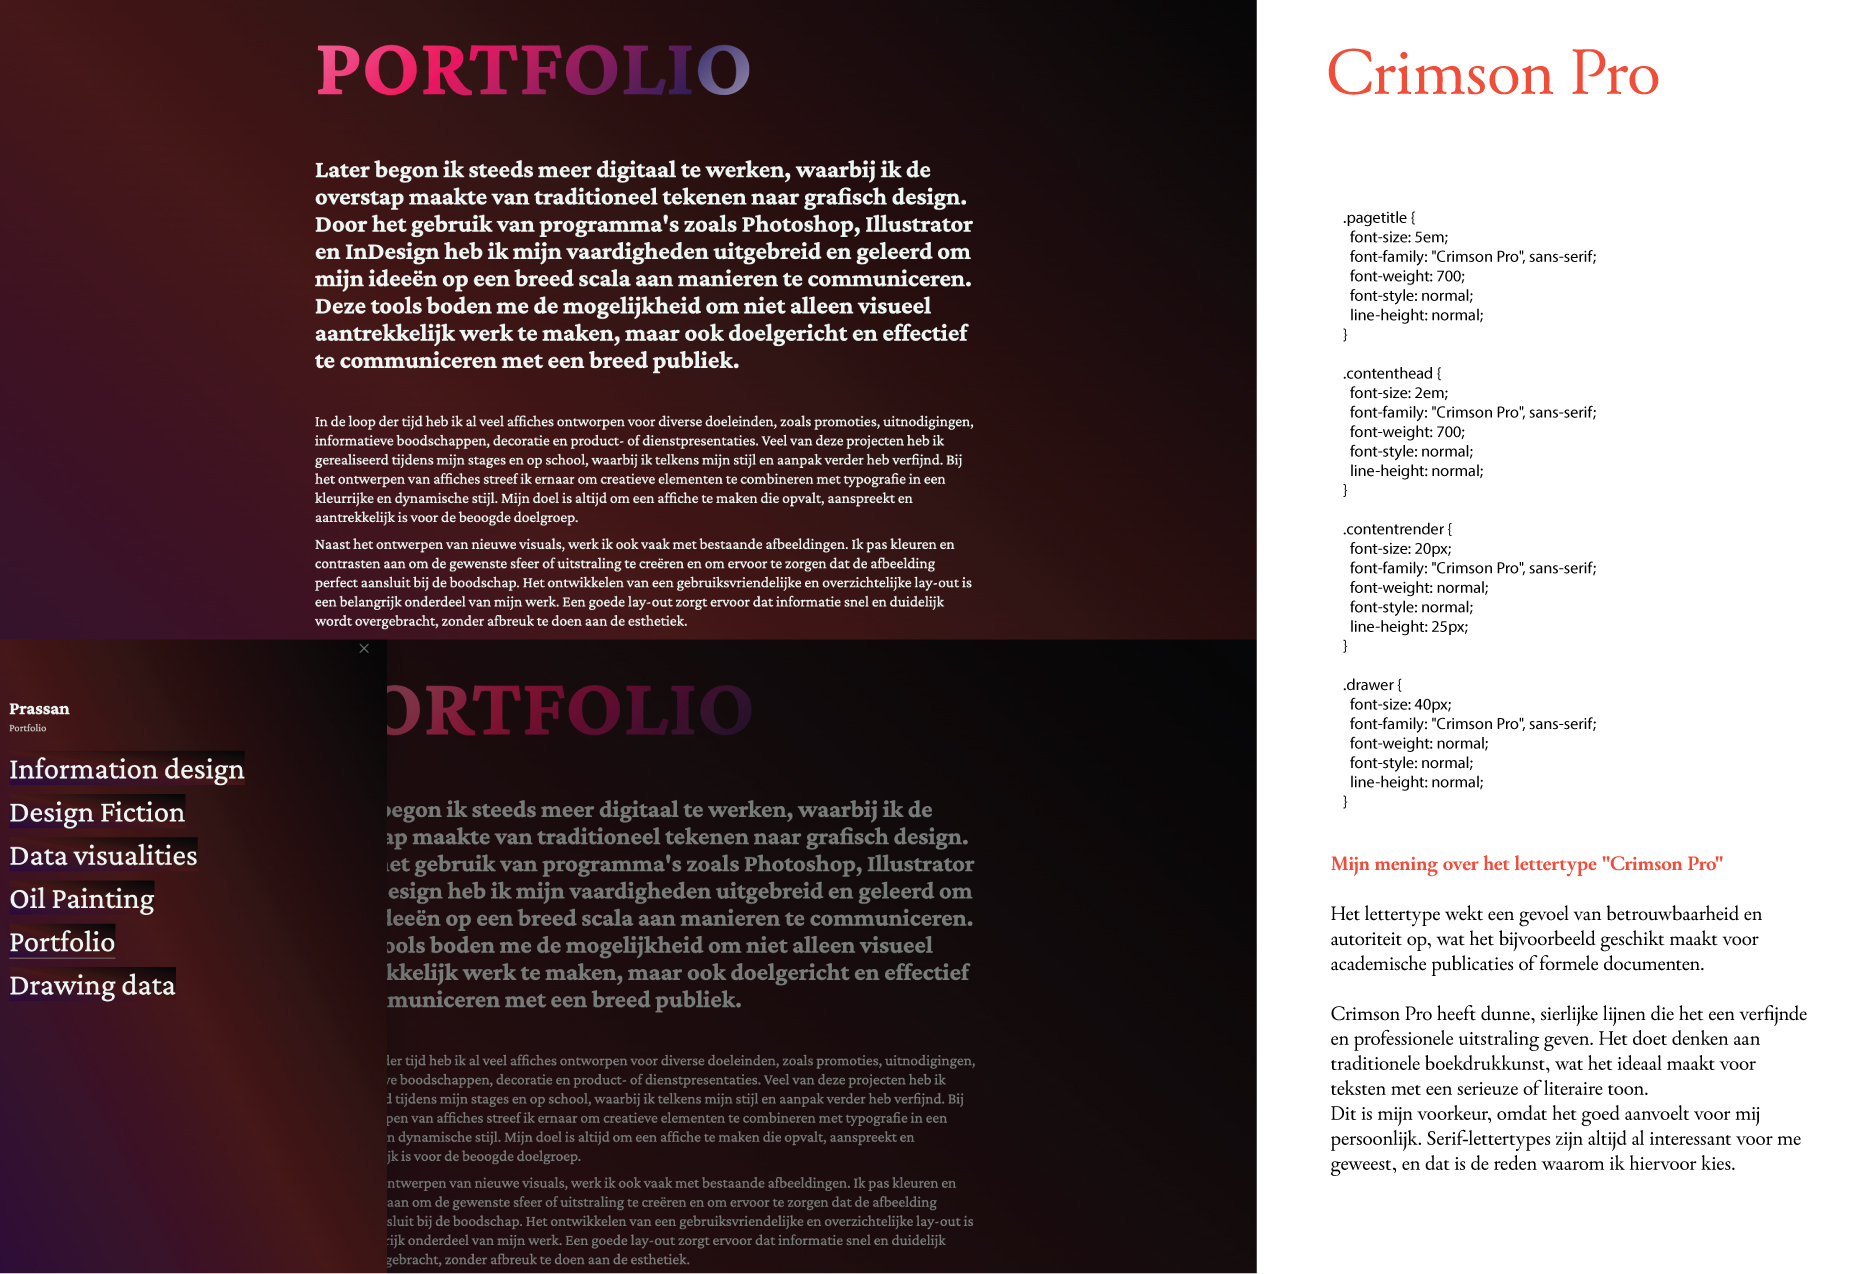 PORTFOLIO
Later begon ik steeds meer digitaal te werken, waarbij ik de
overstap maakte van traditioneel tekenen naar grafisch design.
Door het gebruik van programma's zoals Photoshop, Illustrator
en InDesign heb ik mijn vaardigheden uitgebreid en geleerd om
mijn ideeën op een breed scala aan manieren te communiceren.
Deze tools boden me de mogelijkheid om niet alleen visueel
aantrekkelijk werk te maken, maar ook doelgericht en effectief
te communiceren met een breed publiek.
In de loop der tijd heb ik al veel affiches ontworpen voor diverse doeleinden, zoals promoties, uitnodigingen,
informatieve boodschappen, decoratie en product- of dienstpresentaties. Veel van deze projecten heb ik
gerealiseerd tijdens mijn stages en op school, waarbij ik telkens mijn stijl en aanpak verder heb verfijnd. Bij
het ontwerpen van affiches streef ik ernaar om creatieve elementen te combineren met typografie in een
kleurrijke en dynamische stijl. Mijn doel is altijd om een affiche te maken die opvalt, aanspreekt en
aantrekkelijk is voor de beoogde doelgroep.
Naast het ontwerpen van nieuwe visuals, werk ik ook vaak met bestaande afbeeldingen. Ik pas kleuren en
contrasten aan om de gewenste sfeer of uitstraling te creëren en om ervoor te zorgen dat de afbeelding
perfect aansluit bij de boodschap. Het ontwikkelen van een gebruiksvriendelijke en overzichtelijke lay-out is
een belangrijk onderdeel van mijn werk. Een goede lay-out zorgt ervoor dat informatie snel en duidelijk
wordt overgebracht, zonder afbreuk te doen aan de esthetiek.
Prassan
Portfolio
Information design
Design Fiction
Data visualities
Oil Painting
Portfolio
Drawing data
ORTFOLIO
begon ik steeds meer digitaal te werken, waarbij ik de
ap maakte van traditioneel tekenen naar grafisch design.
het gebruik van programma's zoals Photoshop, Illustrator
esign heb ik mijn vaardigheden uitgebreid en geleerd om
deeën op een breed scala aan manieren te communiceren.
ools boden me de mogelijkheid om niet alleen visueel
kkelijk werk te maken, maar ook doelgericht en effectief
municeren met een breed publiek.
der tijd heb ik al veel affiches ontworpen voor diverse doeleinden, zoals promoties, uitnodigingen,
ve boodschappen, decoratie en product- of dienstpresentaties. Veel van deze projecten heb ik
d tijdens mijn stages en op school, waarbij ik telkens mijn stijl en aanpak verder heb verfijnd. Bij
pen van affiches streef ik ernaar om creatieve elementen te combineren met typografie in een
n dynamische stijl. Mijn doel is altijd om een affiche te maken die opvalt, aanspreekt en
jk is voor de beoogde doelgroep.
ntwerpen van nieuwe visuals, werk ik ook vaak met bestaande afbeeldingen. Ik pas kleuren en
aan om de gewenste sfeer of uitstraling te creëren en om ervoor te zorgen dat de afbeelding
sluit bij de boodschap. Het ontwikkelen van een gebruiksvriendelijke en overzichtelijke lay-out is
rijk onderdeel van mijn werk. Een goede lay-out zorgt ervoor dat informatie snel en duidelijk
gebracht, zonder afbreuk te doen aan de esthetiek.
Crimson Pro
.pagetitle {
font-size: 5em;
font-family: "Crimson Pro", sans-serif;
font-weight: 700;
font-style: normal;
line-height: normal;
}
.contenthead {
font-size: 2em;
font-family: "Crimson Pro", sans-serif;
font-weight: 700;
font-style: normal;
line-height: normal;
}
.contentrender {
font-size: 20px;
font-family: "Crimson Pro", sans-serif;
font-weight: normal;
font-style: normal;
line-height: 25px;
}
.drawer {
font-size: 40px;
font-family: "Crimson Pro", sans-serif;
font-weight: normal;
font-style: normal;
line-height: normal;
}
Mijn mening over het lettertype "Crimson Pro"
Het lettertype wekt een gevoel van betrouwbaarheid en
autoriteit op, wat het bijvoorbeeld geschikt maakt voor
academische publicaties of formele documenten.
Crimson Pro heeft dunne, sierlijke lijnen die het een verfijnde
en professionele uitstraling geven. Het doet denken aan
traditionele boekdrukkunst, wat het ideaal maakt voor
teksten met een serieuze of literaire toon.
Dit is mijn voorkeur, omdat het goed aanvoelt voor mij
persoonlijk. Serif-lettertypes zijn altijd al interessant voor me
geweest, en dat is de reden waarom ik hiervoor kies.